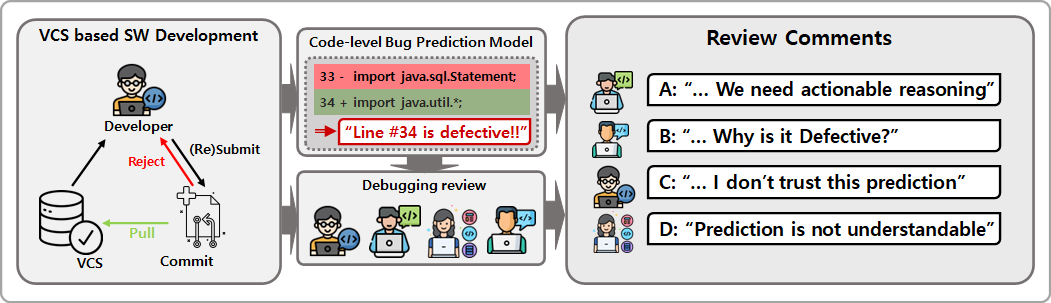 VCS based SW Development
Developer
(Re)Submit
Reject
Pull
VCS
Commit
Code-level Bug Prediction Model
33 - import java.sql.Statement;
34 + import java.util.*;
“Line #34 is defective!!”
Debugging review
Review Comments
A: “... We need actionable reasoning”
B: “... Why is it Defective?”
C: “... I don’t trust this prediction”
D: “Prediction is not understandable”